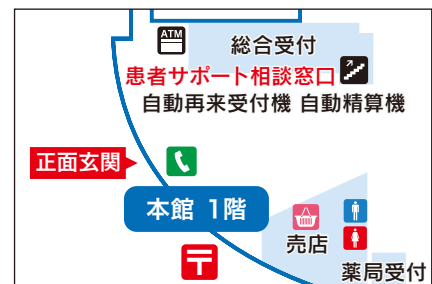 ATM
総合受付
患者サポート相談窓口
自動再来受付機 自動精算機
正面玄関
本館 1階
売店
薬局受付